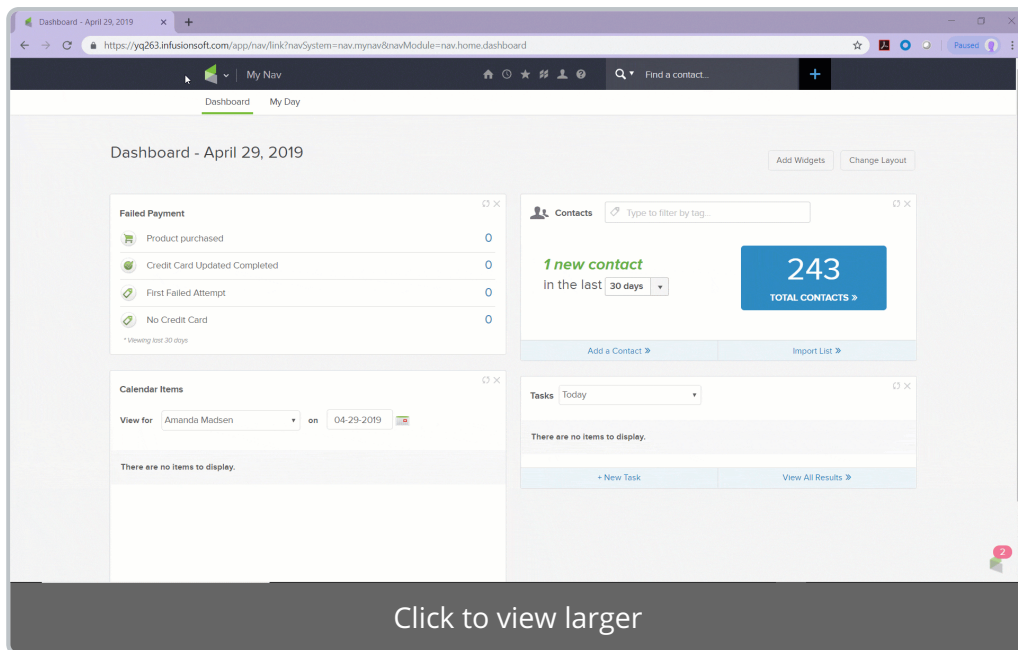 Dashboard - April 29, 2019
https://yq263.infusionsoft.com/app/nav/link?navSystem=nav.mynav&navModule=nav.home.dashboard
Paused
My Nav
Find a contact...
Dashboard
My Day
Dashboard - April 29, 2019
Add Widgets
Change Layout
Failed Payment
Product purchased 0
Credit Card Updated Completed 0
First Failed Attempt 0
No Credit Card 0
* Viewing last 30 days
Contacts
Type to filter by tag...
1 new contact
in the last 30 days
243
TOTAL CONTACTS »
Add a Contact »
Import List »
Calendar Items
View for Amanda Madsen on 04-29-2019
There are no items to display.
Tasks Today
There are no items to display.
+ New Task
View All Results »
2
Click to view larger